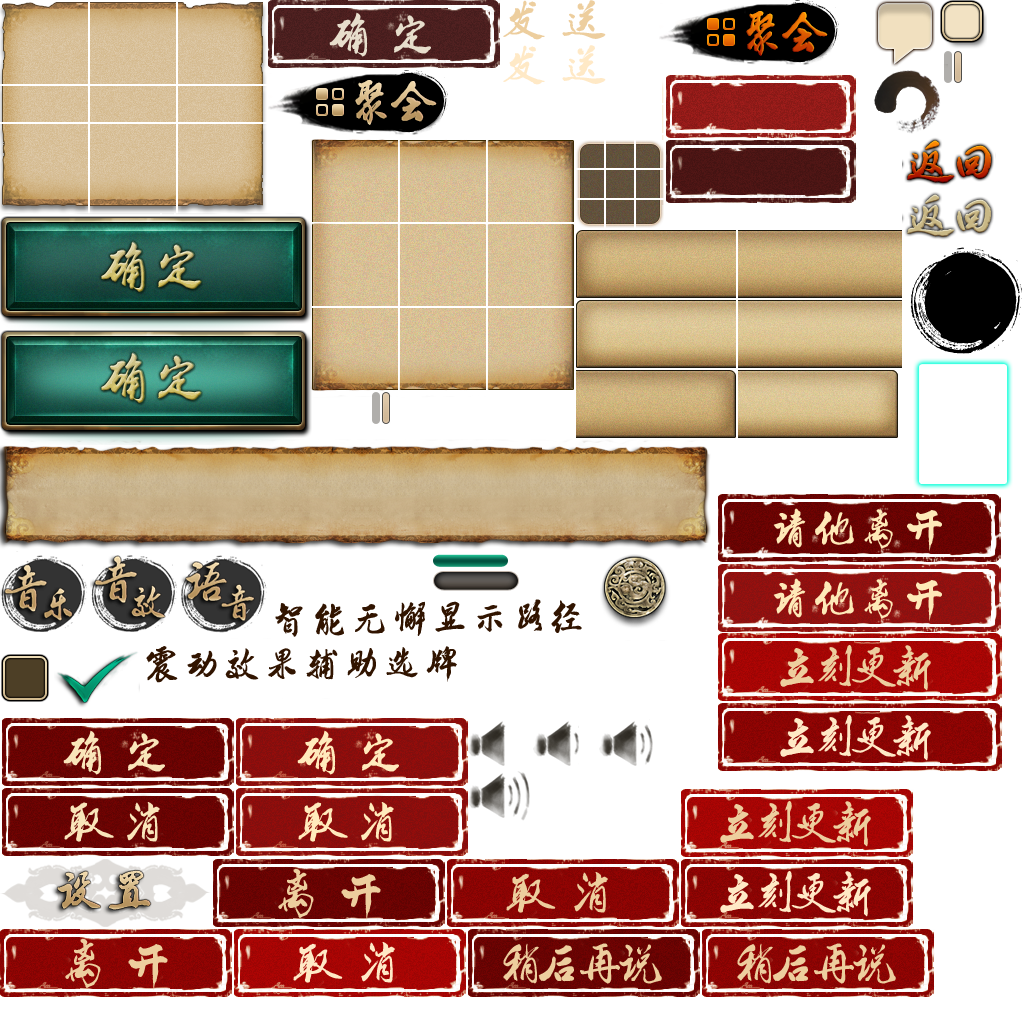 确定
发送
发送
聚会
聚会
返回
返回
确定
确定
请他离开
请他离开
立刻更新
立刻更新
音乐
音效
语音
智能无懈显示路径
震动效果辅助选牌
确定
确定
取消
取消
立刻更新
设置
离开
取消
立刻更新
离开
取消
稍后再说
稍后再说